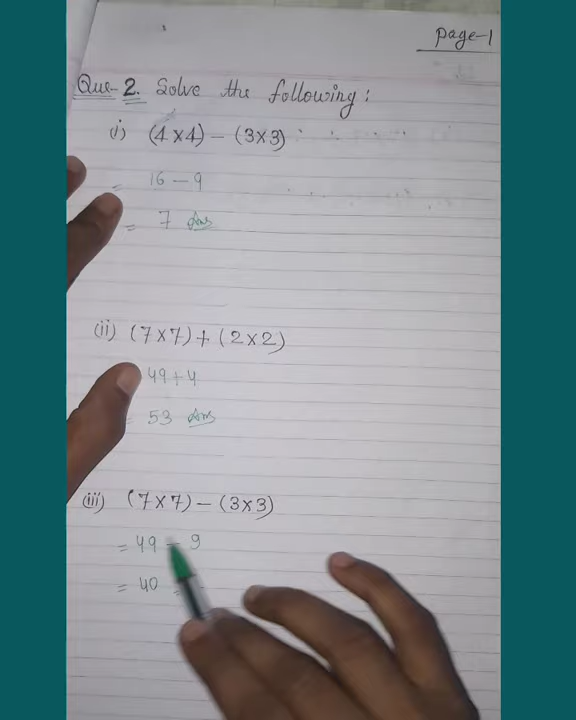 Page-1
Que-2. Solve the following:
(i) (4×4) - (3×3)
= 16 - 9
= 7 Ans
(ii) (7×7)+(2×2)
49+4
53 Ans
(iii) (7×7) - (3×3)
= 49 - 9
= 40